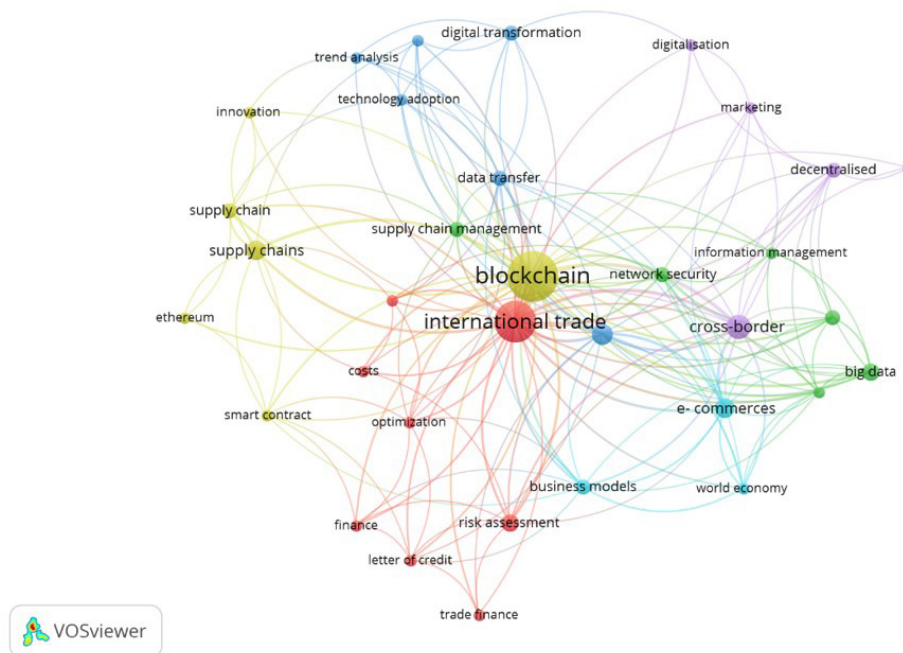 digital transformation
digitalisation
trend analysis
technology adoption
innovation
marketing
decentralised
data transfer
supply chain
supply chain management
supply chains
information management
network security
blockchain
ethereum
international trade
cross-border
costs
big data
smart contract
optimization
e- commerces
business models
world economy
finance
risk assessment
letter of credit
trade finance
VOSviewer